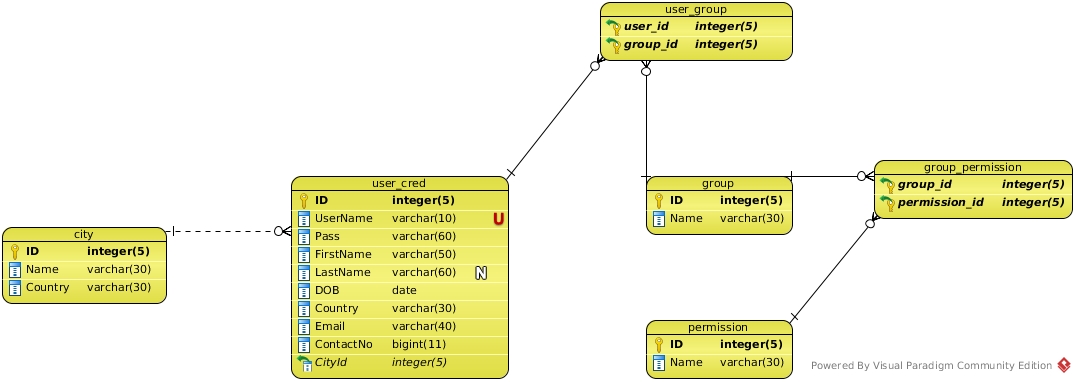 user_group
user_id integer(5)
group_id integer(5)
group_permission
group_id integer(5)
permission_id integer(5)
user_cred
ID integer(5)
UserName varchar(10) U
Pass varchar(60)
FirstName varchar(50)
LastName varchar(60) N
DOB date
Country varchar(30)
Email varchar(40)
ContactNo bigint(11)
CityId integer(5)
group
ID integer(5)
Name varchar(30)
city
ID integer(5)
Name varchar(30)
Country varchar(30)
permission
ID integer(5)
Name varchar(30)
Powered By Visual Paradigm Community Edition